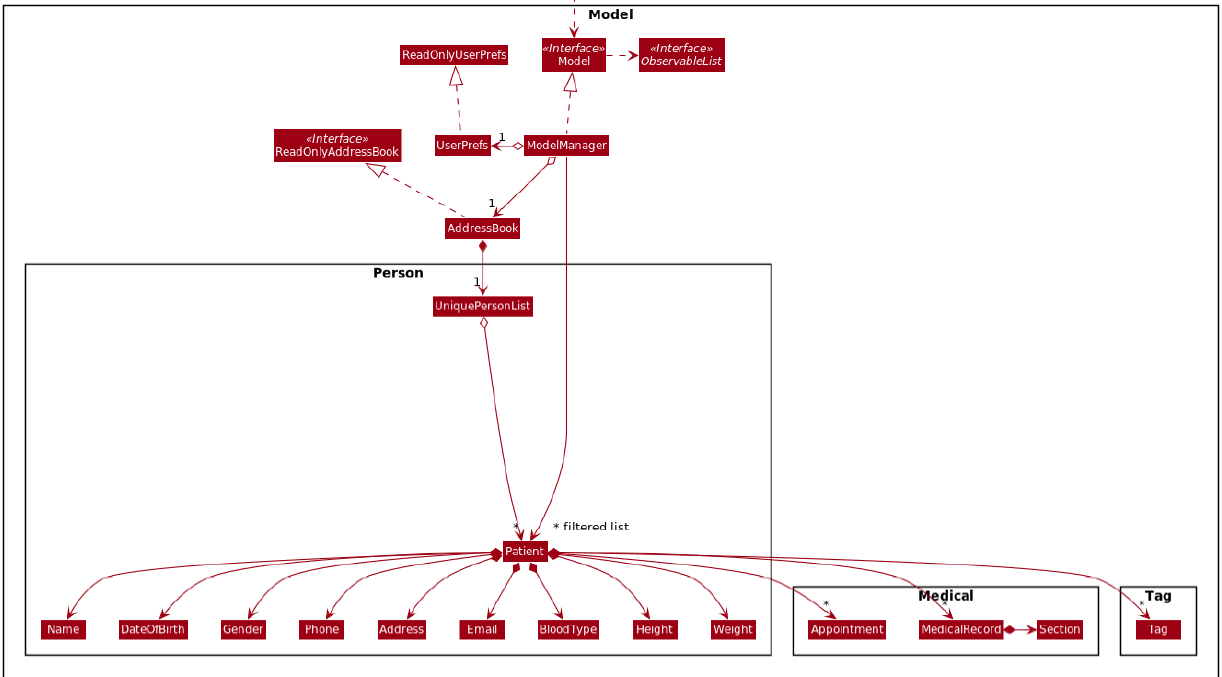 Model
ReadOnlyUserPrefs
«Interface»
Model
«Interface»
ObservableList
«Interface»
ReadOnlyAddressBook
UserPrefs
1
ModelManager
1
AddressBook
Person
1
UniquePersonList
*
* filtered list
Patient
Medical
Tag
*
*
*
Name
DateOfBirth
Gender
Phone
Address
Email
BloodType
Height
Weight
Appointment
MedicalRecord
Section
Tag